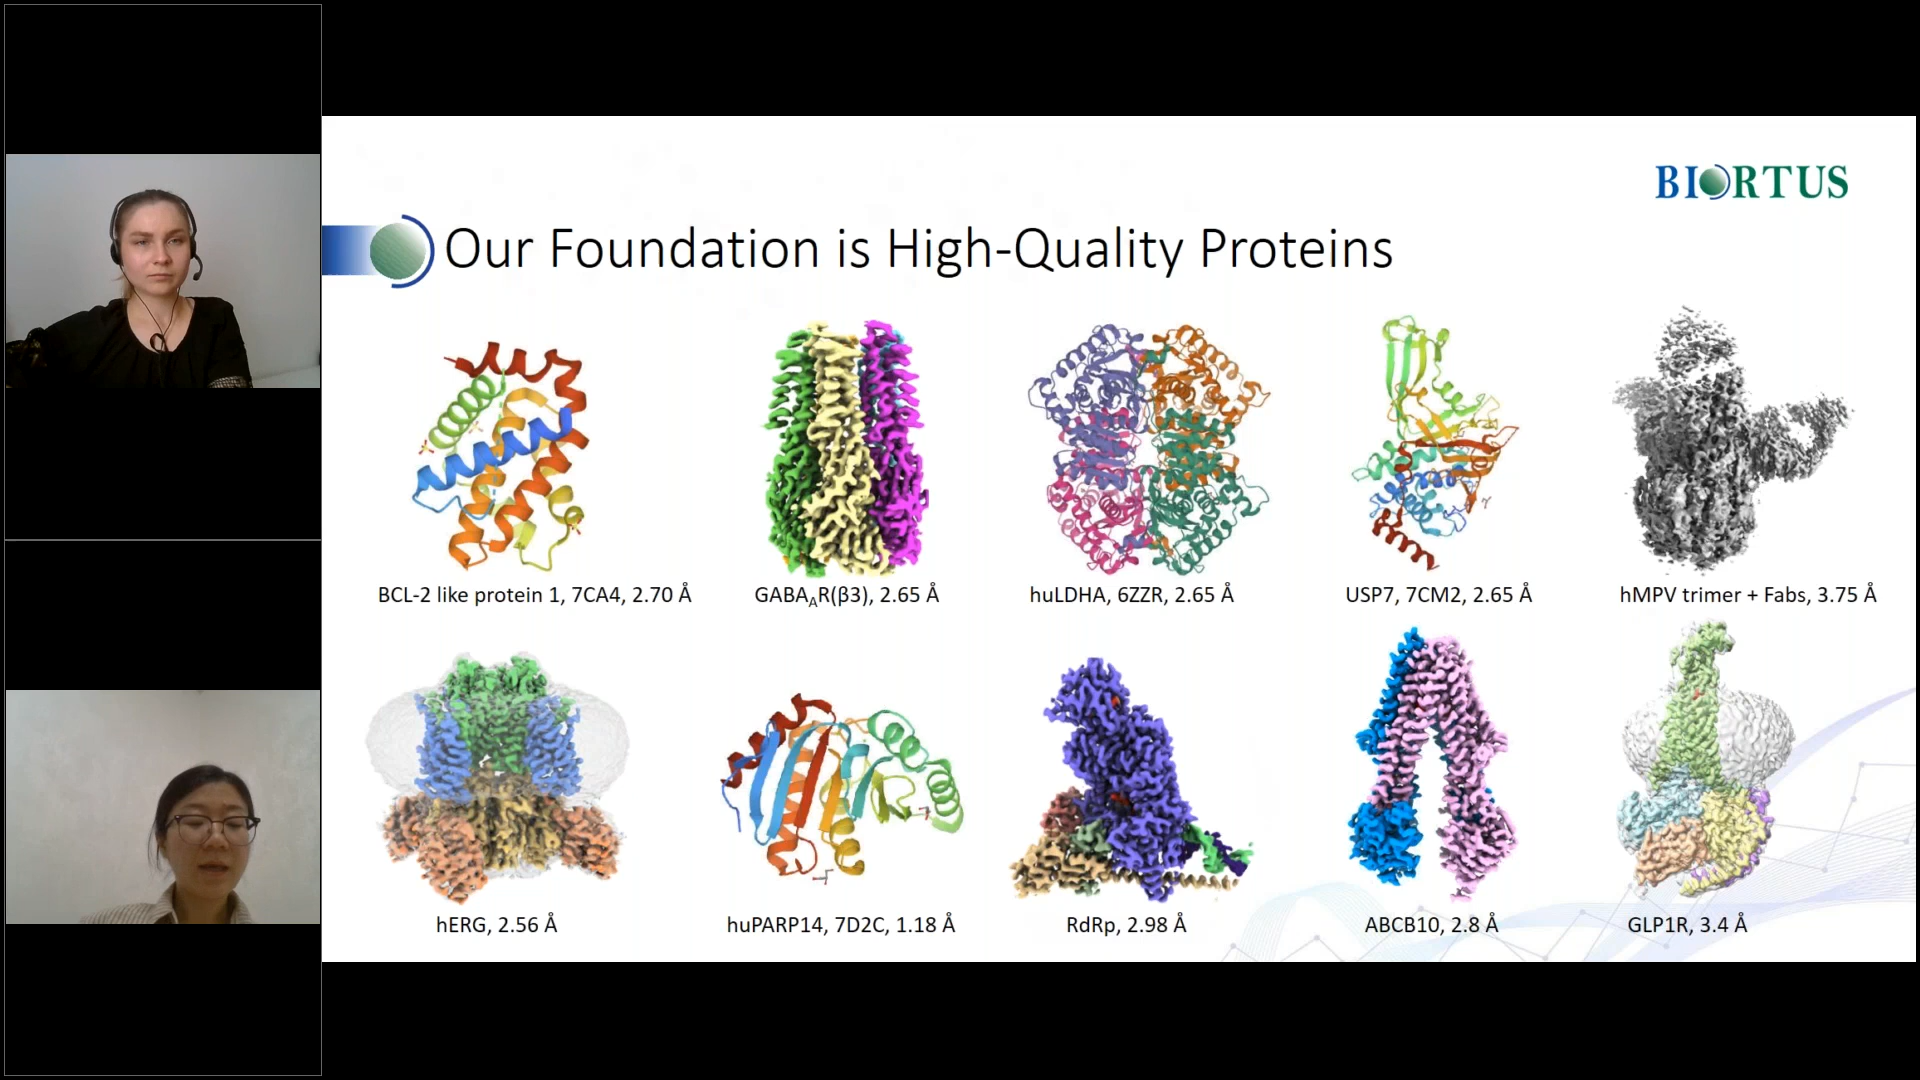 BIORTUS
Our Foundation is High-Quality Proteins
BCL-2 like protein 1, 7CA4, 2.70 Å
GABAAR(β3), 2.65 Å
huLDHA, 6ZZR, 2.65 Å
USP7, 7CM2, 2.65 Å
hMPV trimer + Fabs, 3.75 Å
hERG, 2.56 Å
huPARP14, 7D2C, 1.18 Å
RdRp, 2.98 Å
ABCB10, 2.8 Å
GLP1R, 3.4 Å